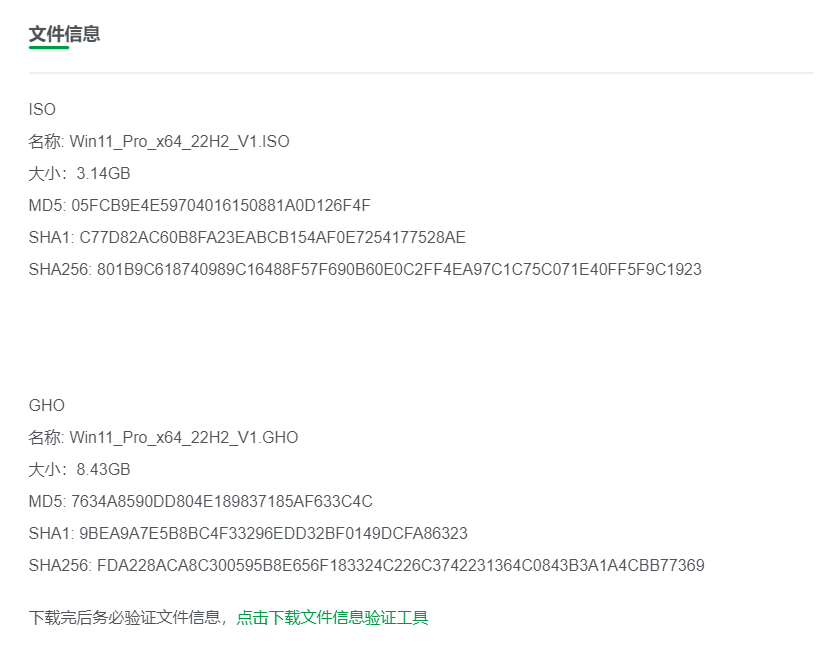 文件信息
ISO
名称: Win11_Pro_x64_22H2_V1.ISO
大小：3.14GB
MD5: 05FCB9E4E59704016150881A0D126F4F
SHA1: C77D82AC60B8FA23EABCB154AF0E7254177528AE
SHA256: 801B9C618740989C16488F57F690B60E0C2FF4EA97C1C75C071E40FF5F9C1923
GHO
名称: Win11_Pro_x64_22H2_V1.GHO
大小：8.43GB
MD5: 7634A8590DD804E189837185AF633C4C
SHA1: 9BEA9A7E5B8BC4F33296EDD32BF0149DCFA86323
SHA256: FDA228ACA8C300595B8E656F183324C226C3742231364C0843B3A1A4CBB77369
下载完后务必验证文件信息，点击下载文件信息验证工具